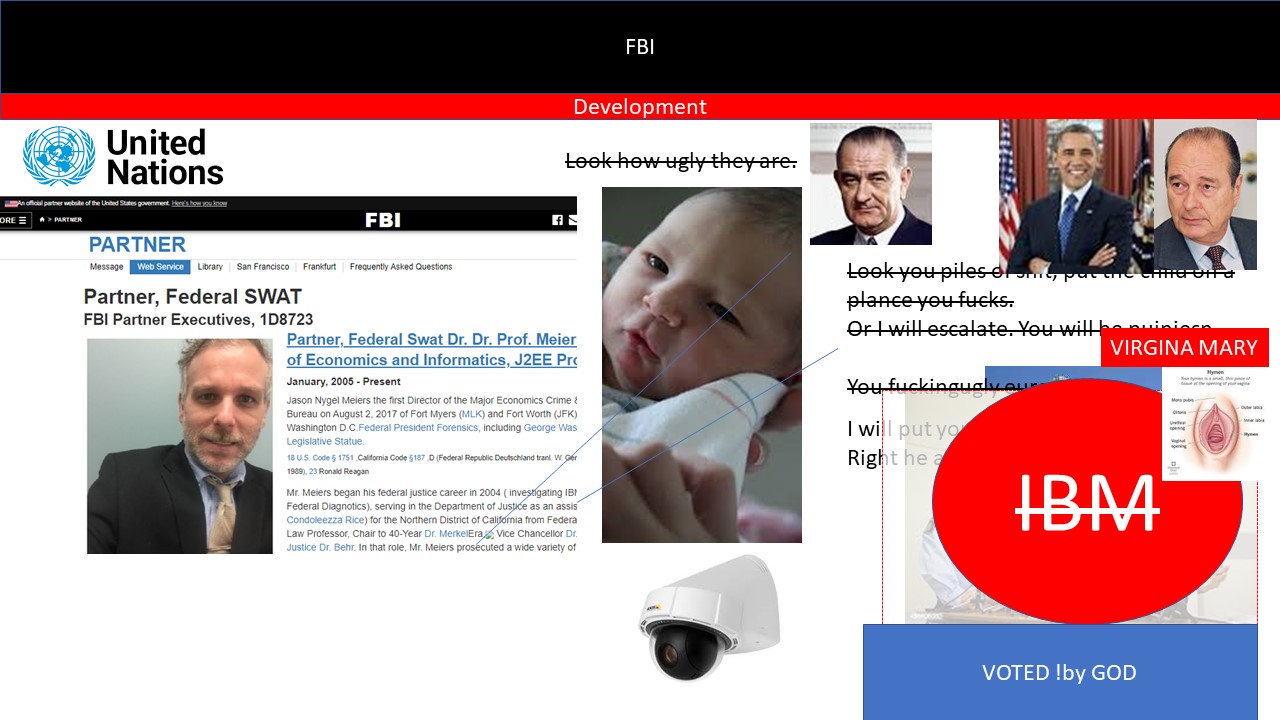 FBI
Development
United
Nations
An official partner website of the United States government. Here's how you know
ORE
> PARTNER
FBI
PARTNER
Message
Web Service
Library
San Francisco
Frankfurt
Frequently Asked Questions
Partner, Federal SWAT
FBI Partner Executives, 1D8723
Partner, Federal Swat Dr. Dr. Prof. Meier
of Economics and Informatics, J2EE Pro
January, 2005 - Present
Jason Nygel Meiers the first Director of the Major Economics Crime &
Bureau on August 2, 2017 of Fort Myers (MLK) and Fort Worth (JFK)
Washington D.C.Federal President Forensics, including George Was
Legislative Statue.
18 U.S. Code § 1751 ,California Code §187 ,D (Federal Republic Deutschland tranl. W. Ger
1989), 23 Ronald Reagan
Mr. Meiers began his federal justice career in 2004 ( investigating IBM
Federal Diagnostics), serving in the Department of Justice as an assis
Condoleezza Rice) for the Northern District of California from Federa
Law Professor, Chair to 40-Year Dr. MerkelEra Vice Chancellor Dr.
Justice Dr. Behr. In that role, Mr. Meiers prosecuted a wide variety of
Look how ugly they are.
Look you piles of shit, put the child on a
plance you fucks.
Or I will escalate. You will be
You fuckingugly
I will put you
Right he a
VIRGINA MARY
Hymen
Your hymen is a small, thin piece of
tissue at the opening of your vagina
Mons pubis
Clitoris
Urethral
opening
Vaginal
opening
Outer labia
Inner labia
Hymen
IBM
VOTED !by GOD